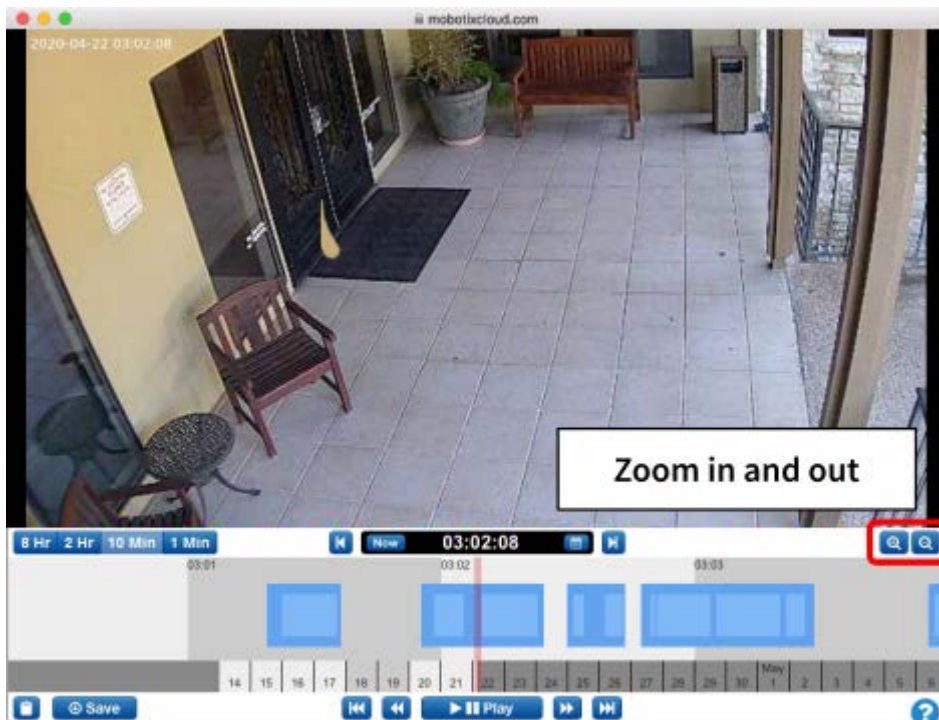 mobotixcloud.com
2020-04-22 03:02:08
Zoom in and out
8 Hr 2 Hr 10 Min 1 Min Now 03:02:08
03:01 03:02 03:03
May
14 15 16 17 18 19 20 21 22 23 24 25 26 27 28 29 30 1 2 3 4 5 6
Save Play ?